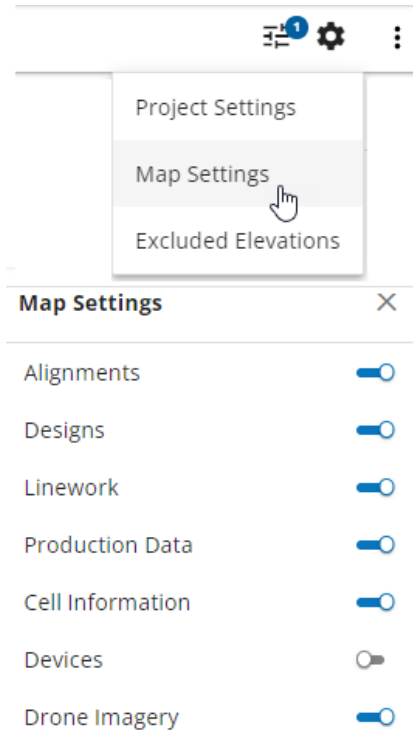 1
Project Settings
Map Settings
Excluded Elevations
Map Settings
Alignments
Designs
Linework
Production Data
Cell Information
Devices
Drone Imagery